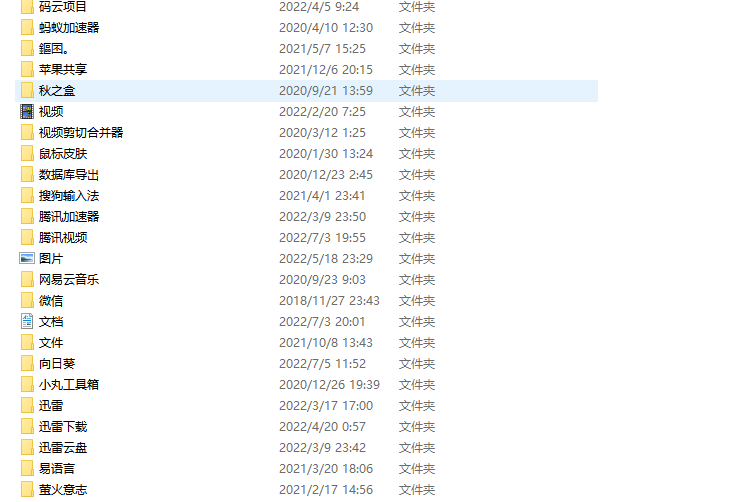 码云项目 2022/4/5 9:24 文件夹
蚂蚁加速器 2020/4/10 12:30 文件夹
鏂囨。 2021/5/7 15:25 文件夹
苹果共享 2021/12/6 20:15 文件夹
秋之盒 2020/9/21 13:59 文件夹
视频 2022/2/20 7:25 文件夹
视频剪切合并器 2020/3/12 1:25 文件夹
鼠标皮肤 2020/1/30 13:24 文件夹
数据库导出 2020/12/23 2:45 文件夹
搜狗输入法 2021/4/1 23:41 文件夹
腾讯加速器 2022/3/9 23:50 文件夹
腾讯视频 2022/7/3 19:55 文件夹
图片 2022/5/18 23:29 文件夹
网易云音乐 2020/9/23 9:03 文件夹
微信 2018/11/27 23:43 文件夹
文档 2022/7/3 20:01 文件夹
文件 2021/10/8 13:43 文件夹
向日葵 2022/7/5 11:52 文件夹
小丸工具箱 2020/12/26 19:39 文件夹
迅雷 2022/3/17 17:00 文件夹
迅雷下载 2022/4/20 0:57 文件夹
迅雷云盘 2022/3/9 23:42 文件夹
易语言 2021/3/20 18:06 文件夹
萤火意志 2021/2/17 14:56 文件夹